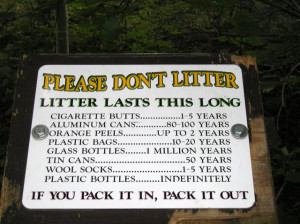 PLEASE DON'T LITTER
LITTER LASTS THIS LONG
CIGARETTE BUTTS...............1-5 YEARS
ALUMINUM CANS..........80-100 YEARS
ORANGE PEELS..........UP TO 2 YEARS
PLASTIC BAGS..............10-20 YEARS
GLASS BOTTLES.......1 MILLION YEARS
TIN CANS.......................50 YEARS
WOOL SOCKS...................1-5 YEARS
PLASTIC BOTTLES.........INDEFINITELY
IF YOU PACK IT IN, PACK IT OUT